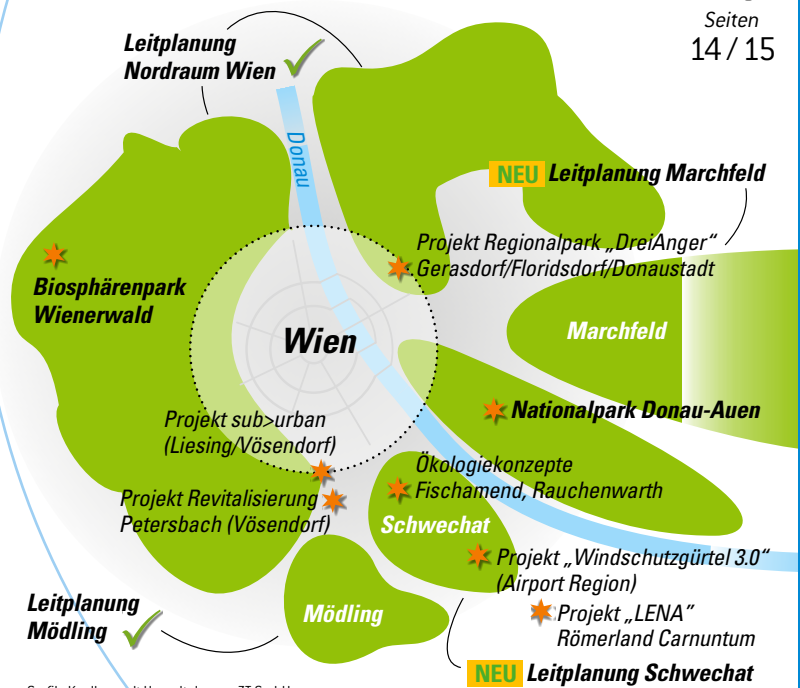 Seiten
14 / 15
Leitplanung
Nordraum Wien
Donau
NEU Leitplanung Marchfeld
Projekt Regionalpark „DreiAnger“
Gerasdorf/Floridsdorf/Donaustadt
Biosphärenpark
Wienerwald
Wien
Marchfeld
Nationalpark Donau-Auen
Projekt sub>urban
(Liesing/Vösendorf)
Ökologiekonzepte
Fischamend, Rauchenwarth
Projekt Revitalisierung
Petersbach (Vösendorf)
Schwechat
Projekt „Windschutzgürtel 3.0“
(Airport Region)
Leitplanung
Mödling
Mödling
Projekt „LENA“
Römerland Carnuntum
NEU Leitplanung Schwechat